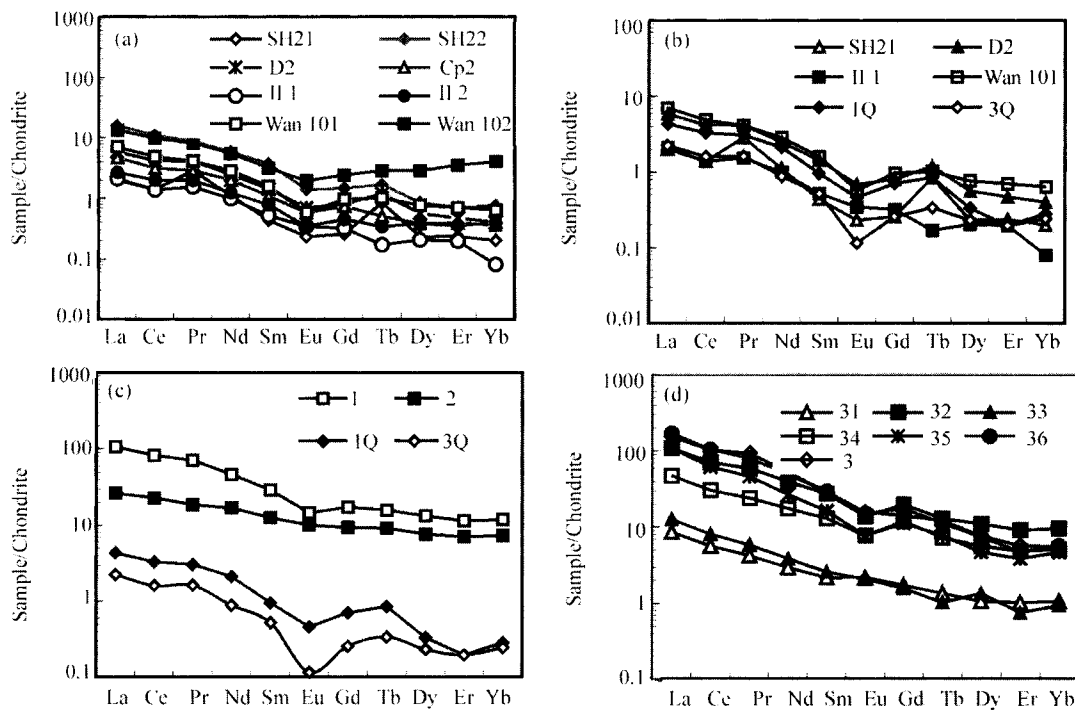 (a)
1000
100
10
1
0.1
0.01
Sample/Chondrite
SH21 SH22
D2 Cp2
II 1 II 2
Wan 101 Wan 102
La Ce Pr Nd Sm Eu Gd Tb Dy Er Yb
(b)
100
10
1
0.1
0.01
Sample/Chondrite
SH21 D2
II 1 Wan 101
1Q 3Q
La Ce Pr Nd Sm Eu Gd Tb Dy Er Yb
(c)
1000
100
10
1
0.1
Sample/Chondrite
1 2
1Q 3Q
La Ce Pr Nd Sm Eu Gd Tb Dy Er Yb
(d)
1000
100
10
1
0.1
Sample/Chondrite
31 32 33
34 35 36
3
La Ce Pr Nd Sm Eu Gd Tb Dy Er Yb